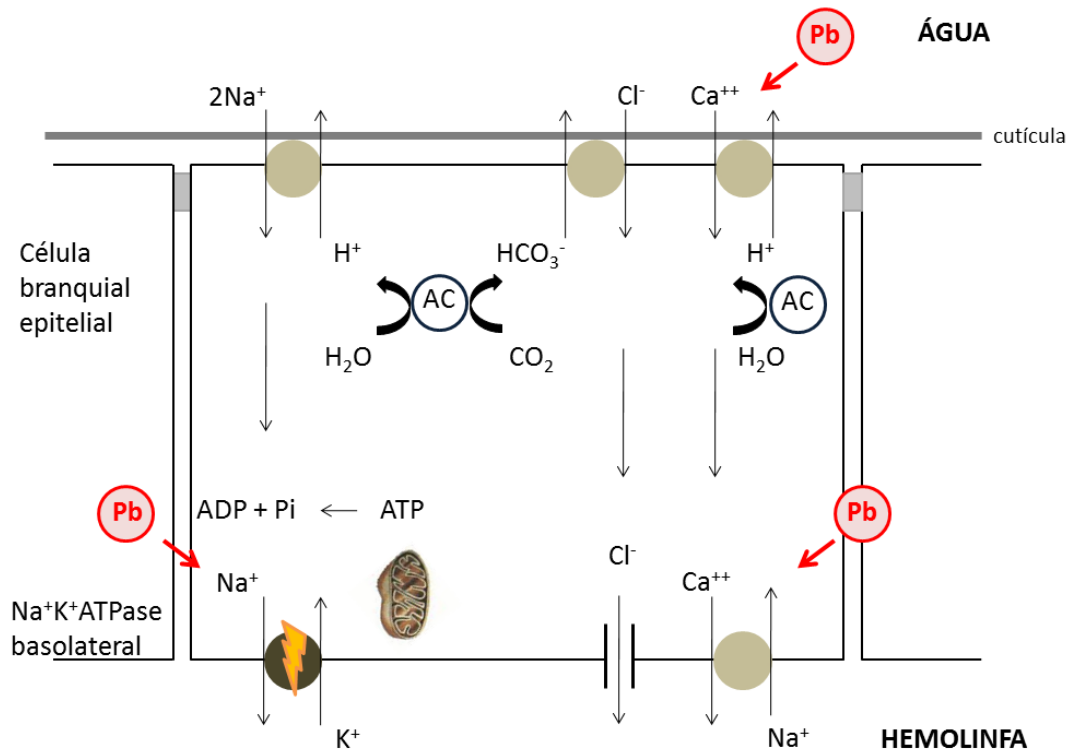 Pb
ÁGUA
2Na⁺
Cl⁻
Ca⁺⁺
cutícula
Célula
branquial
epitelial
H⁺
HCO₃⁻
H⁺
AC
AC
H₂O
CO₂
H₂O
Pb
ADP + Pi
ATP
Pb
Na⁺
Cl⁻
Ca⁺⁺
Na⁺K⁺ATPase
basolateral
K⁺
Na⁺
HEMOLINFA